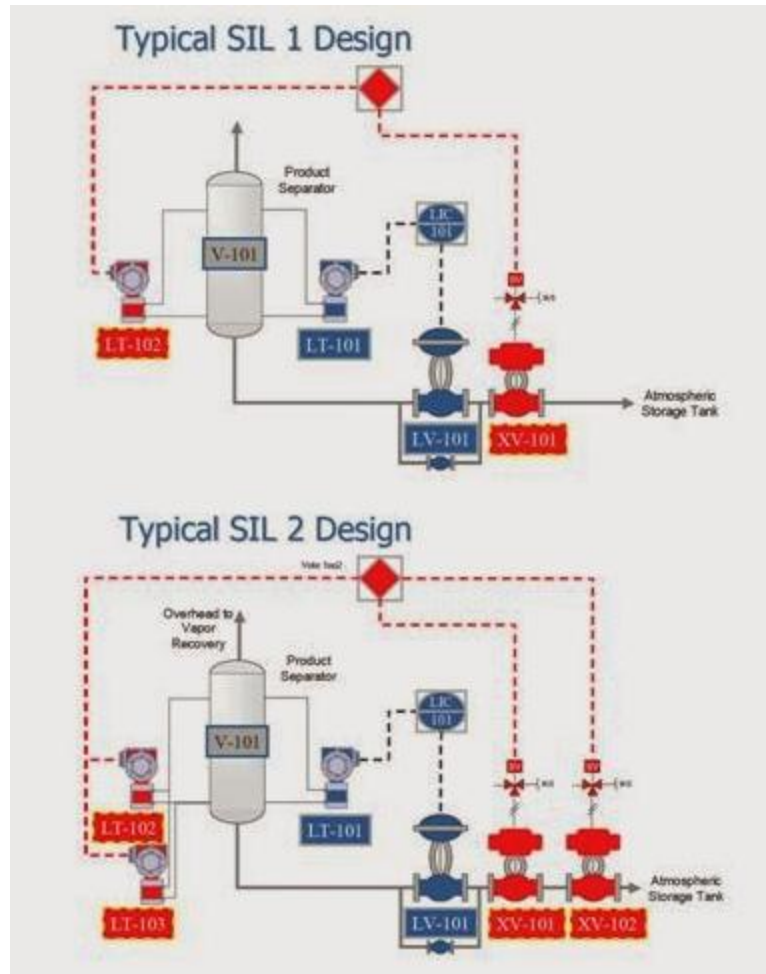 Typical SIL 1 Design
Product
Separator
LIC
101
V-101
LT-102
LT-101
LV-101
XV-101
Atmospheric
Storage Tank
Typical SIL 2 Design
Vote 1oo2
Overhead to
Vapor
Recovery
Product
Separator
LIC
101
V-101
LT-102
LT-101
LT-103
LV-101
XV-101
XV-102
Atmospheric
Storage Tank